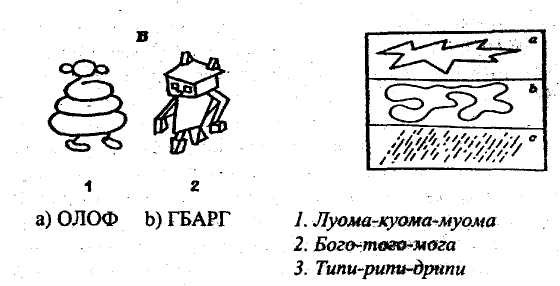 B
1 2
a) ОЛОФ b) ГБАРГ
a
b
c
1. Луома-куома-муома
2. Бого-того-мога
3. Типи-рипи-дрипи